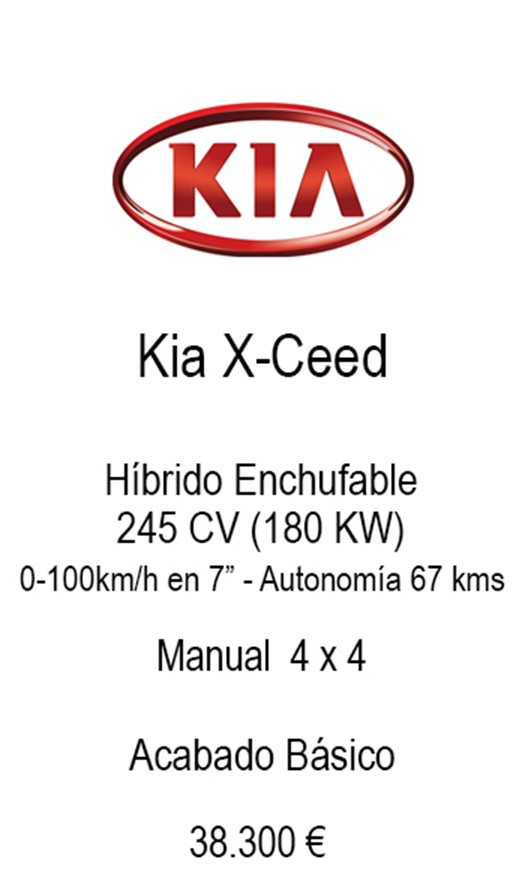 KIA
Kia X-Ceed
Híbrido Enchufable
245 CV (180 KW)
0-100km/h en 7” - Autonomía 67 kms
Manual 4 x 4
Acabado Básico
38.300 €